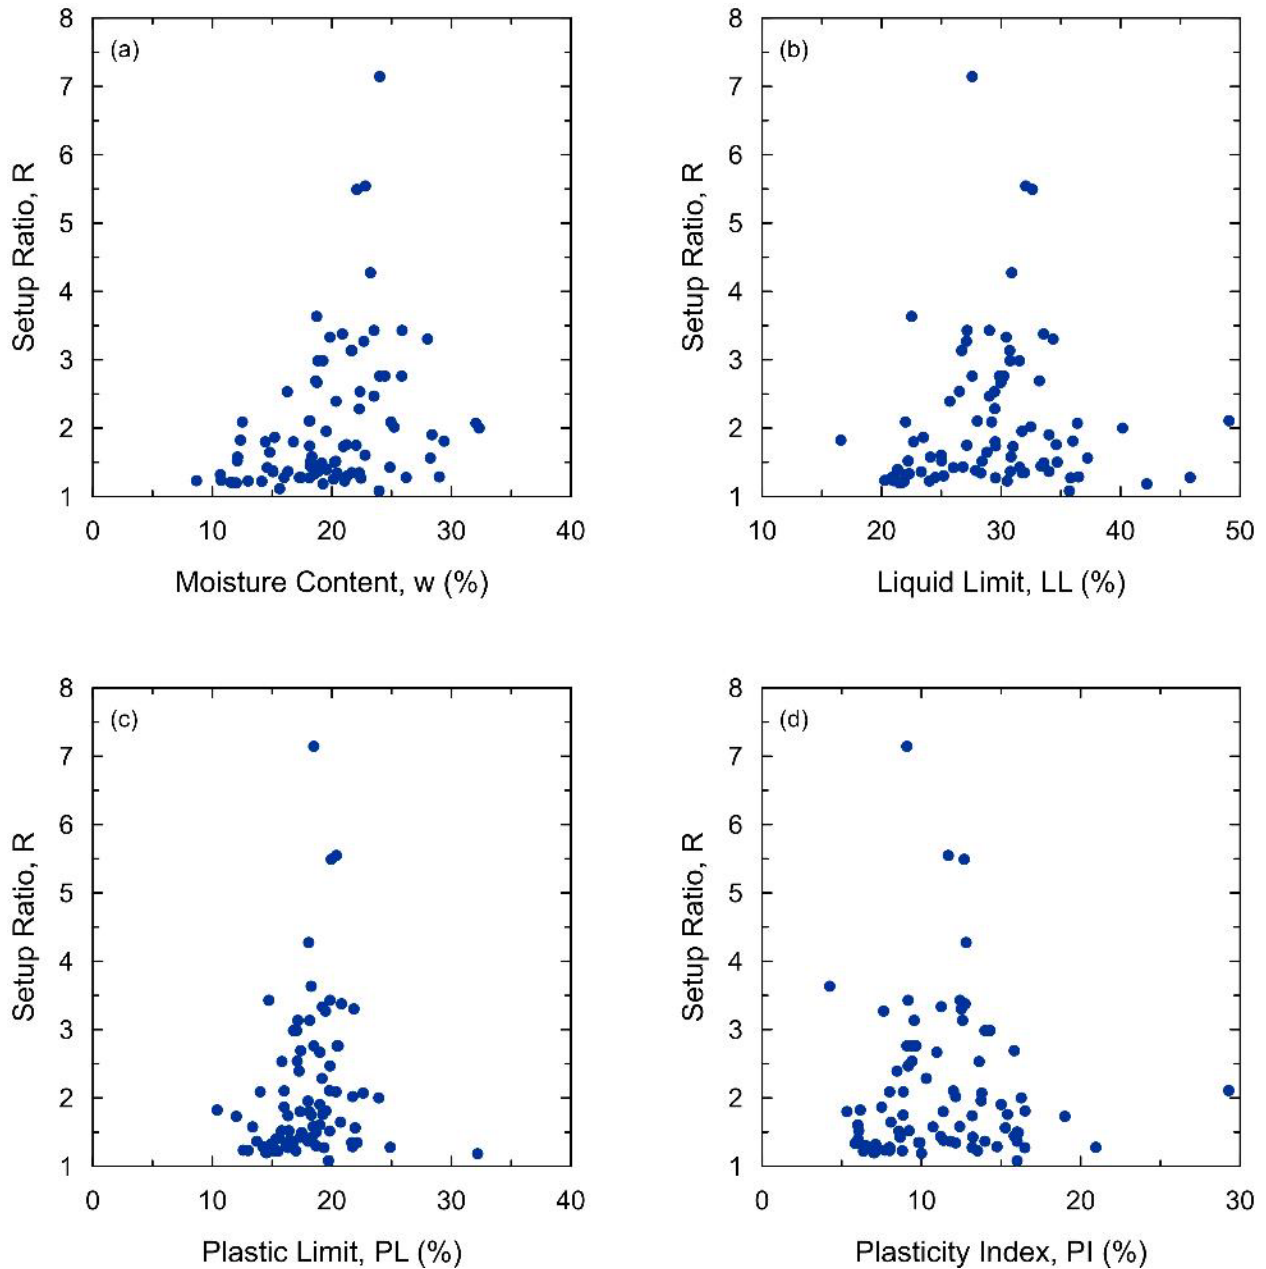 (a)
8
7
6
5
4
3
2
1
Setup Ratio, R
0 10 20 30 40
Moisture Content, w (%)
(b)
8
7
6
5
4
3
2
1
Setup Ratio, R
10 20 30 40 50
Liquid Limit, LL (%)
(c)
8
7
6
5
4
3
2
1
Setup Ratio, R
0 10 20 30 40
Plastic Limit, PL (%)
(d)
8
7
6
5
4
3
2
1
Setup Ratio, R
0 10 20 30
Plasticity Index, PI (%)